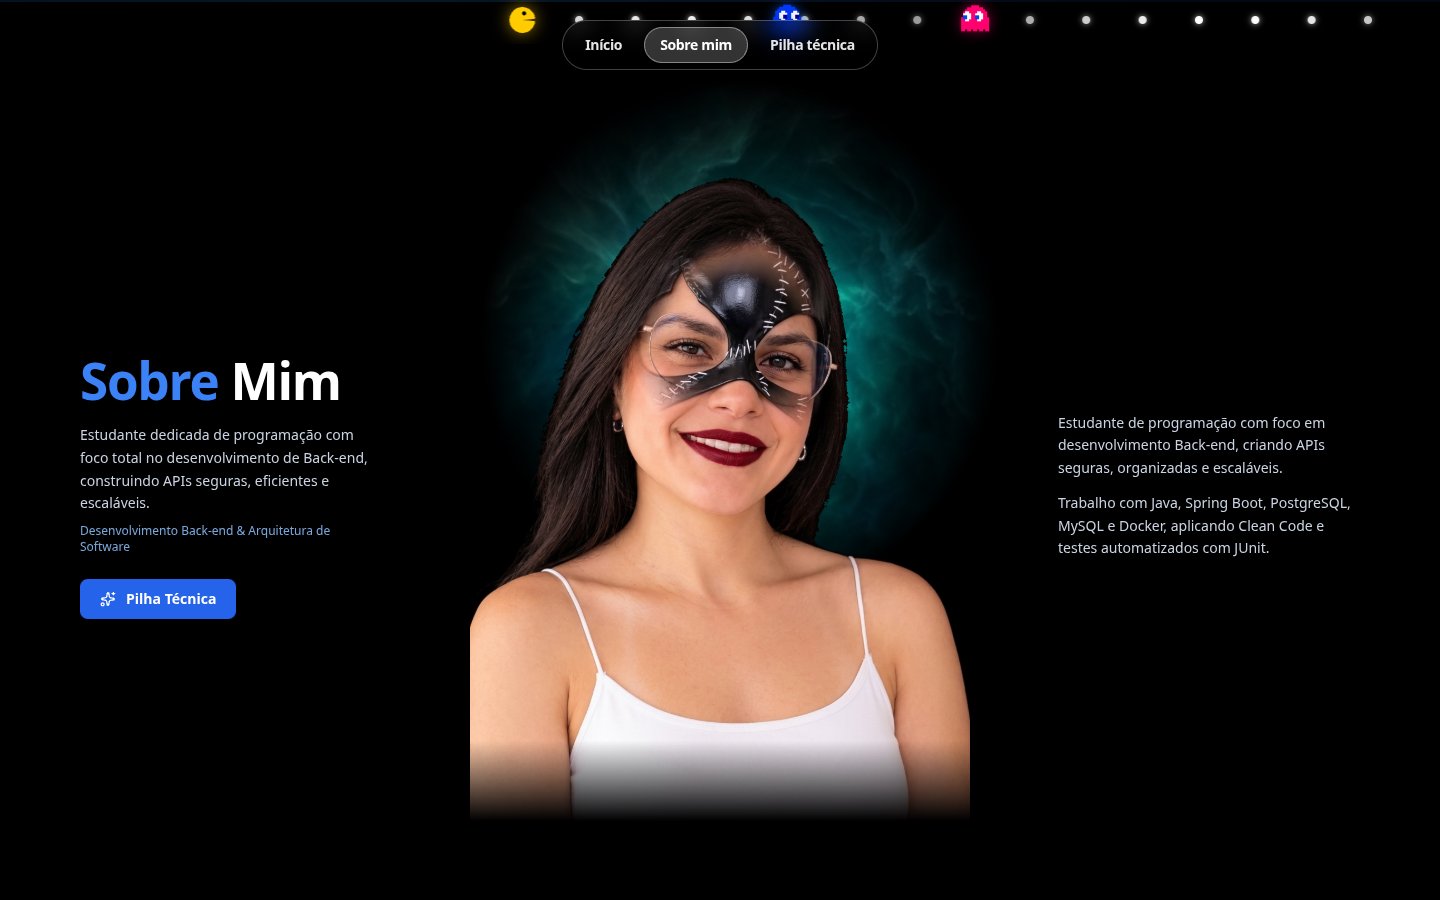 Início
Sobre mim
Pilha técnica
Sobre Mim
Estudante dedicada de programação com
foco total no desenvolvimento de Back-end,
construindo APIs seguras, eficientes e
escaláveis.
Desenvolvimento Back-end & Arquitetura de
Software
Pilha Técnica
Estudante de programação com foco em
desenvolvimento Back-end, criando APIs
seguras, organizadas e escaláveis.
Trabalho com Java, Spring Boot, PostgreSQL,
MySQL e Docker, aplicando Clean Code e
testes automatizados com JUnit.